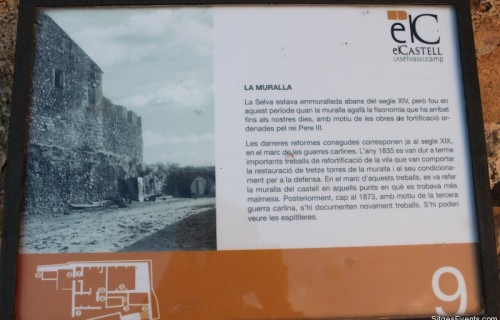 elC
elCASTELL
LASELVADELCAMP
LA MURALLA
La Selva estava emmurallada abans del segle XIV, però fou en
aquest període quan la muralla agafà la fisonomia que ha arribat
fins als nostres dies, amb motiu de les obres de fortificació or-
denades pel rei Pere III.
Les darreres reformes conegudes corresponen ja al segle XIX,
en el marc de les guerres carlines. L'any 1835 es van dur a terme
importants treballs de refortificació de la vila que van comportar
la restauració de tretze torres de la muralla i el seu condiciona-
ment per a la defensa. En el marc d'aquests treballs, es va refer
la muralla del castell en aquells punts en què es trobava més
malmesa. Posteriorment, cap al 1873, amb motiu de la tercera
guerra carlina, s'hi documenten novament treballs. S'hi poden
veure les espitlleres.
9
SitgesEvents.com